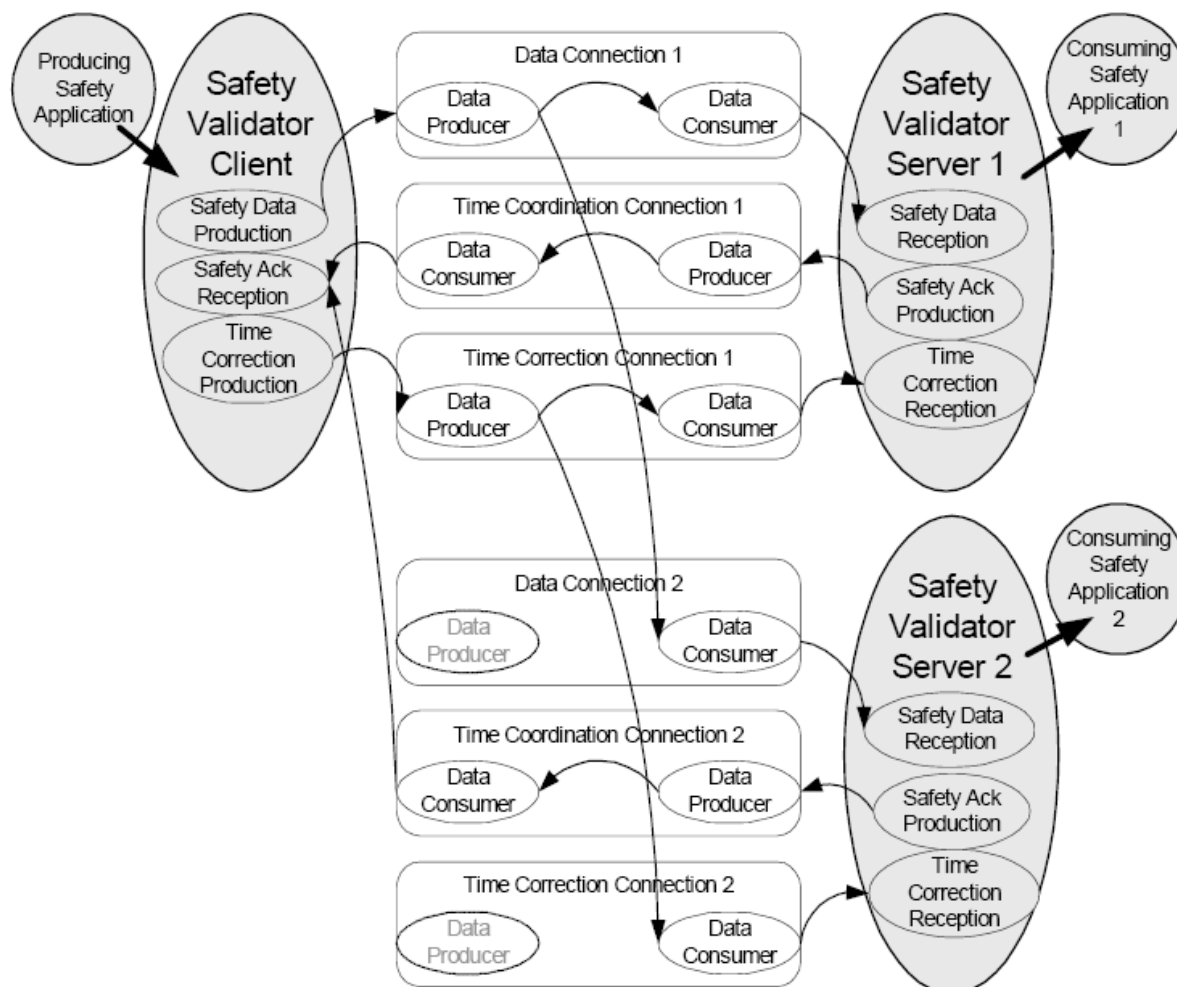 Producing
Safety
Application
Safety
Validator
Client
Safety Data
Production
Safety Ack
Reception
Time
Correction
Production
Data Connection 1
Data
Producer
Data
Consumer
Time Coordination Connection 1
Data
Consumer
Data
Producer
Time Correction Connection 1
Data
Producer
Data
Consumer
Safety
Validator
Server 1
Safety Data
Reception
Safety Ack
Production
Time
Correction
Reception
Consuming
Safety
Application
1
Data Connection 2
Data
Producer
Data
Consumer
Time Coordination Connection 2
Data
Consumer
Data
Producer
Time Correction Connection 2
Data
Producer
Data
Consumer
Safety
Validator
Server 2
Safety Data
Reception
Safety Ack
Production
Time
Correction
Reception
Consuming
Safety
Application
2